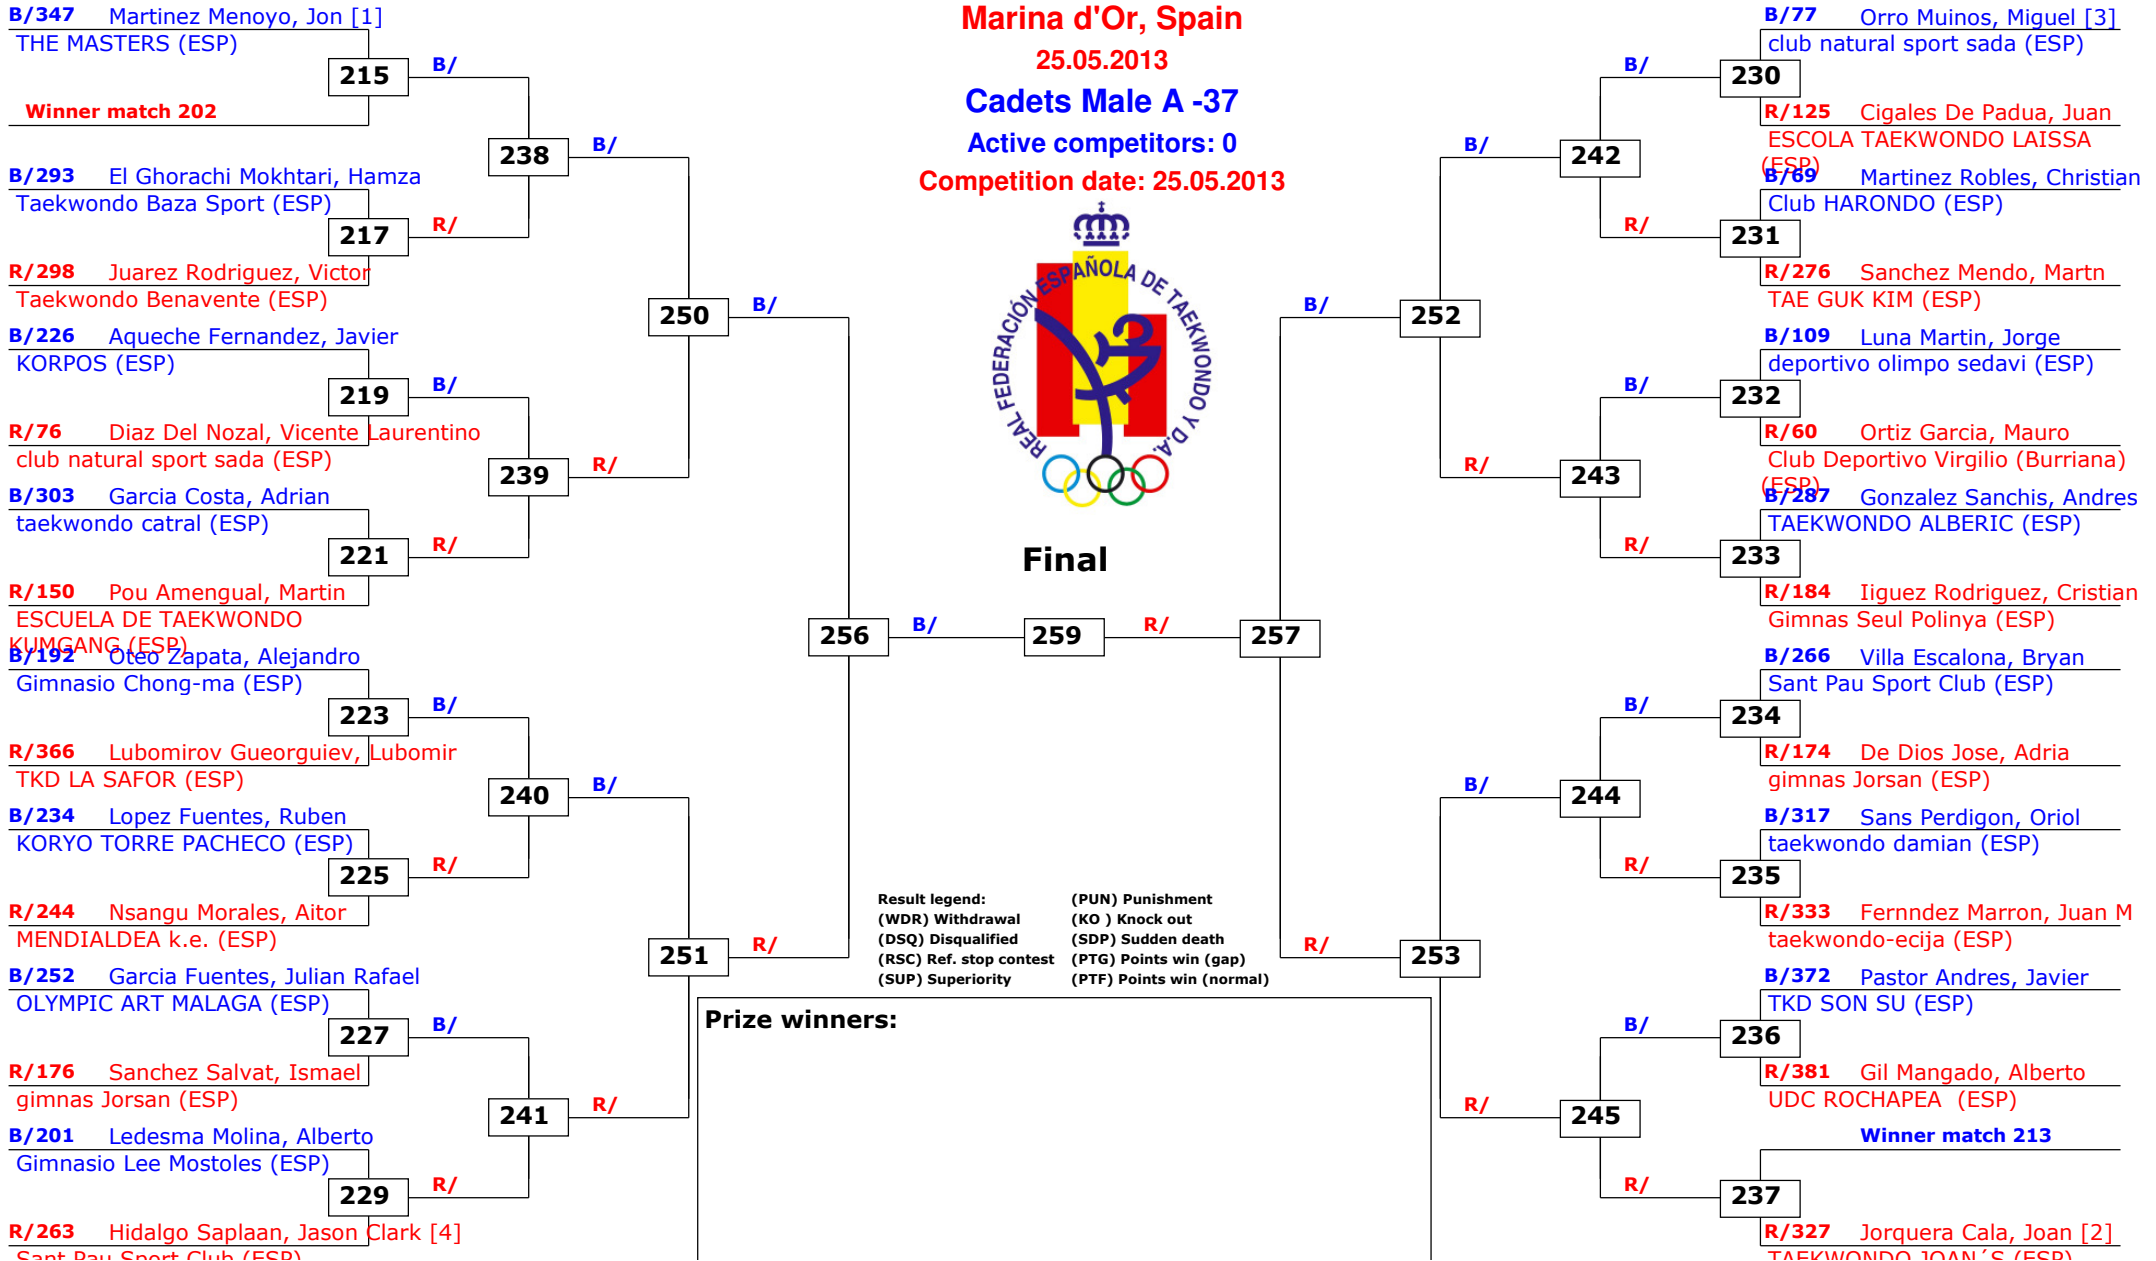 Marina d'Or, Spain
25.05.2013
Cadets Male A -37
Active competitors: 0
Competition date: 25.05.2013
REAL FEDERACIÓN ESPAÑOLA DE TAEKWONDO Y D.A.
B/347 Martinez Menoyo, Jon [1]
THE MASTERS (ESP)
215
B/
Winner match 202
238
B/
B/293 El Ghorachi Mokhtari, Hamza
Taekwondo Baza Sport (ESP)
217
R/
R/298 Juarez Rodriguez, Victor
Taekwondo Benavente (ESP)
250
B/
B/226 Aqueche Fernandez, Javier
KORPOS (ESP)
219
B/
R/76 Diaz Del Nozal, Vicente Laurentino
club natural sport sada (ESP)
239
R/
B/303 Garcia Costa, Adrian
taekwondo catral (ESP)
221
R/
R/150 Pou Amengual, Martin
ESCUELA DE TAEKWONDO
KUMGANG (ESP)
256
B/
B/192 Oteo Zapata, Alejandro
Gimnasio Chong-ma (ESP)
223
B/
R/366 Lubomirov Gueorguiev, Lubomir
TKD LA SAFOR (ESP)
240
B/
B/234 Lopez Fuentes, Ruben
KORYO TORRE PACHECO (ESP)
225
R/
R/244 Nsangu Morales, Aitor
MENDIALDEA k.e. (ESP)
251
R/
B/252 Garcia Fuentes, Julian Rafael
OLYMPIC ART MALAGA (ESP)
227
B/
R/176 Sanchez Salvat, Ismael
gimnas Jorsan (ESP)
241
R/
B/201 Ledesma Molina, Alberto
Gimnasio Lee Mostoles (ESP)
229
R/
R/263 Hidalgo Saplaan, Jason Clark [4]
Sant Pau Sport Club (ESP)
Final
259
R/
257
B/77 Orro Muinos, Miguel [3]
club natural sport sada (ESP)
B/
230
R/125 Cigales De Padua, Juan
ESCOLA TAEKWONDO LAISSA
(ESP)
B/
242
B/69 Martinez Robles, Christian
Club HARONDO (ESP)
R/
231
R/276 Sanchez Mendo, Martn
TAE GUK KIM (ESP)
B/
252
B/109 Luna Martin, Jorge
deportivo olimpo sedavi (ESP)
B/
232
R/60 Ortiz Garcia, Mauro
Club Deportivo Virgilio (Burriana)
(ESP)
R/
243
B/287 Gonzalez Sanchis, Andres
TAEKWONDO ALBERIC (ESP)
R/
233
R/184 Iiguez Rodriguez, Cristian
Gimnas Seul Polinya (ESP)
B/266 Villa Escalona, Bryan
Sant Pau Sport Club (ESP)
B/
234
R/174 De Dios Jose, Adria
gimnas Jorsan (ESP)
B/
244
B/317 Sans Perdigon, Oriol
taekwondo damian (ESP)
R/
235
R/333 Fernndez Marron, Juan M
taekwondo-ecija (ESP)
R/
253
B/372 Pastor Andres, Javier
TKD SON SU (ESP)
B/
236
R/381 Gil Mangado, Alberto
UDC ROCHAPEA (ESP)
R/
245
Winner match 213
R/
237
R/327 Jorquera Cala, Joan [2]
TAEKWONDO JOAN´S (ESP)
Result legend: (PUN) Punishment
(WDR) Withdrawal (KO ) Knock out
(DSQ) Disqualified (SDP) Sudden death
(RSC) Ref. stop contest (PTG) Points win (gap)
(SUP) Superiority (PTF) Points win (normal)
Prize winners: